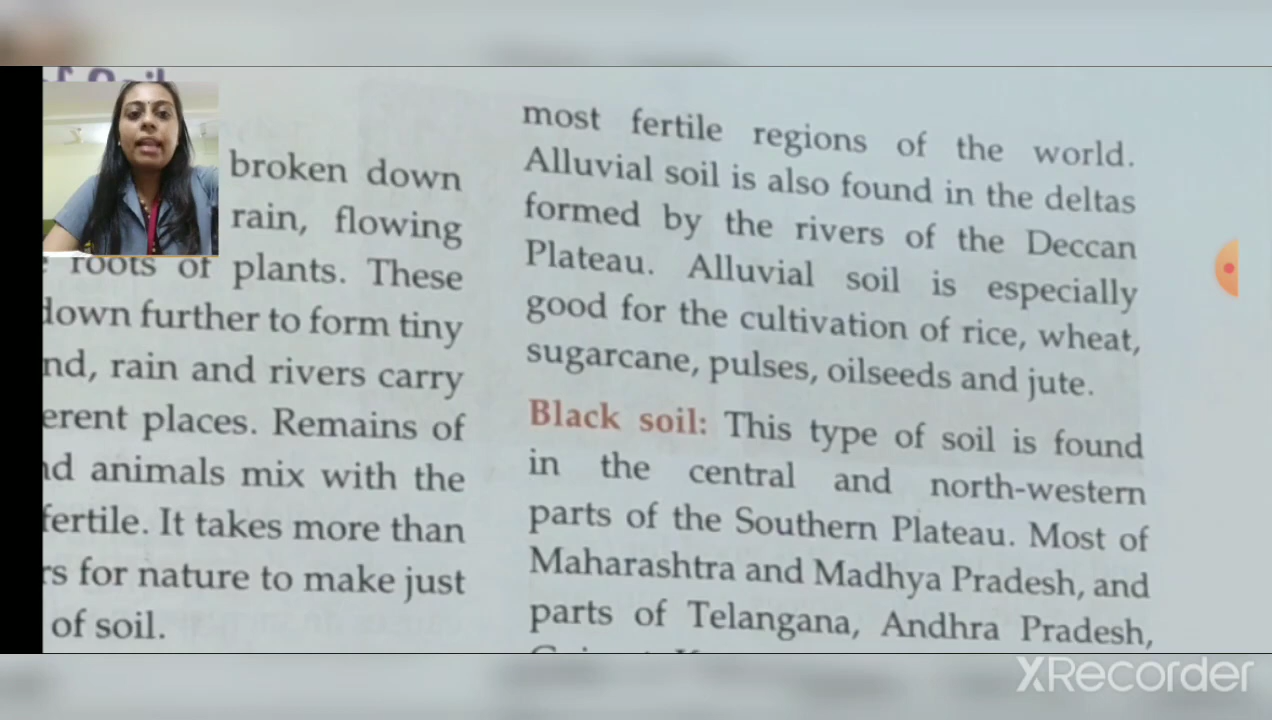 of Soil
broken down
rain, flowing
roots of plants. These
down further to form tiny
nd, rain and rivers carry
erent places. Remains of
nd animals mix with the
fertile. It takes more than
rs for nature to make just
of soil.
most fertile regions of the world.
Alluvial soil is also found in the deltas
formed by the rivers of the Deccan
Plateau. Alluvial soil is especially
good for the cultivation of rice, wheat,
sugarcane, pulses, oilseeds and jute.
Black soil: This type of soil is found
in the central and north-western
parts of the Southern Plateau. Most of
Maharashtra and Madhya Pradesh, and
parts of Telangana, Andhra Pradesh,
XRecorder